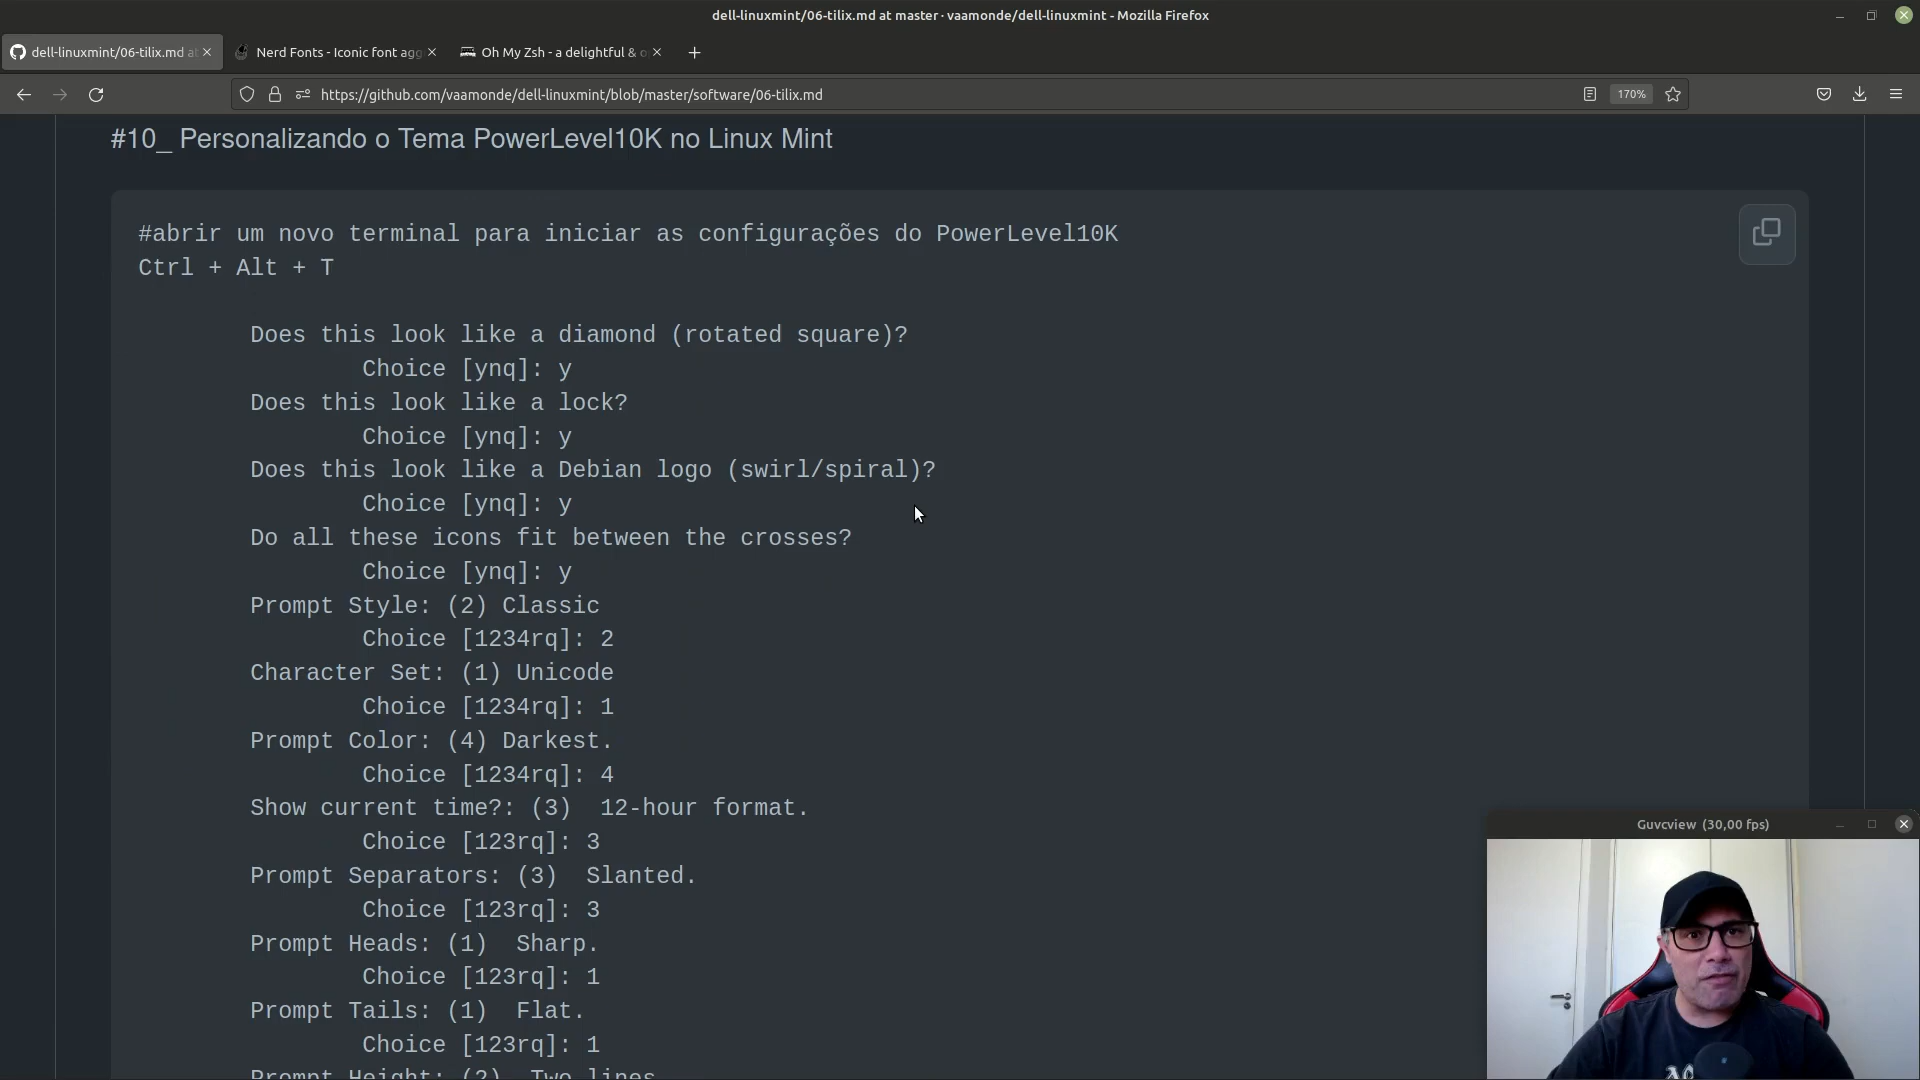 dell-linuxmint/06-tilix.md at master · vaamonde/dell-linuxmint - Mozilla Firefox
dell-linuxmint/06-tilix.md at
Nerd Fonts - Iconic font agg
Oh My Zsh - a delightful & o
https://github.com/vaamonde/dell-linuxmint/blob/master/software/06-tilix.md
170%
#10_ Personalizando o Tema PowerLevel10K no Linux Mint
#abrir um novo terminal para iniciar as configurações do PowerLevel10K
Ctrl + Alt + T
Does this look like a diamond (rotated square)?
Choice [ynq]: y
Does this look like a lock?
Choice [ynq]: y
Does this look like a Debian logo (swirl/spiral)?
Choice [ynq]: y
Do all these icons fit between the crosses?
Choice [ynq]: y
Prompt Style: (2) Classic
Choice [1234rq]: 2
Character Set: (1) Unicode
Choice [1234rq]: 1
Prompt Color: (4) Darkest.
Choice [1234rq]: 4
Show current time?: (3)  12-hour format.
Choice [123rq]: 3
Prompt Separators: (3)  Slanted.
Choice [123rq]: 3
Prompt Heads: (1)  Sharp.
Choice [123rq]: 1
Prompt Tails: (1)  Flat.
Choice [123rq]: 1
Prompt Height: (2)  Two lines
Guvcview (30,00 fps)